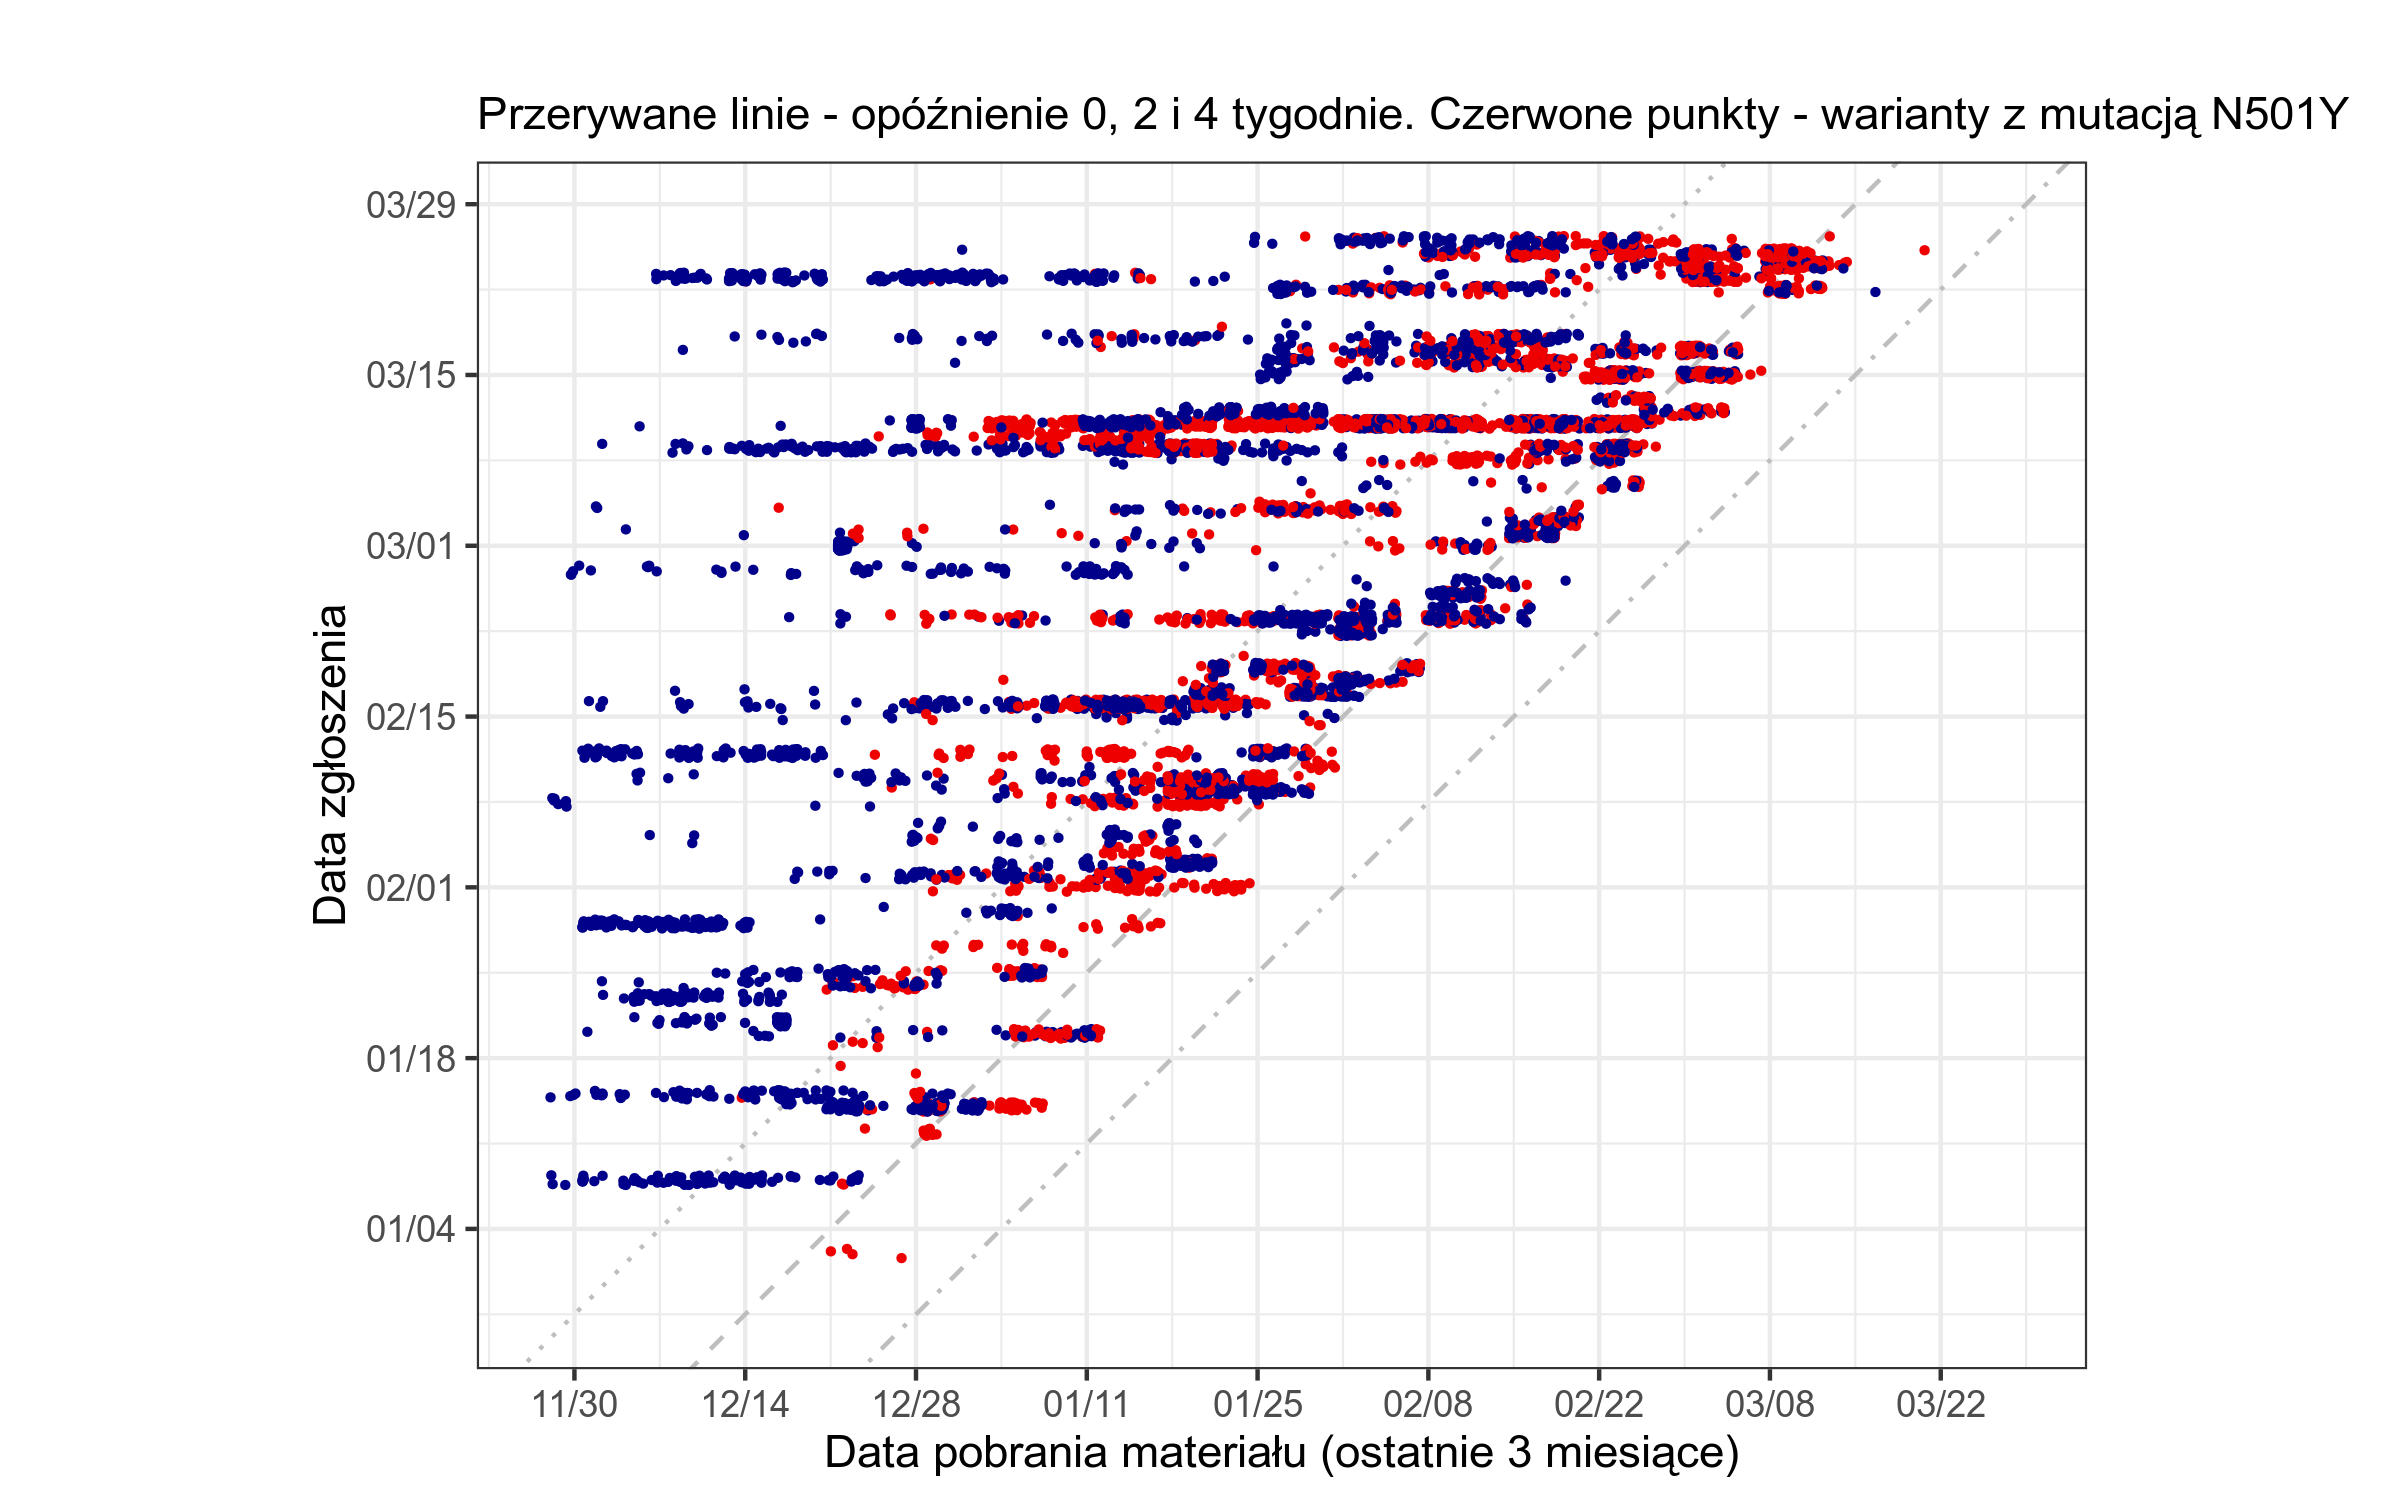 Przerywane linie - opóźnienie 0, 2 i 4 tygodnie. Czerwone punkty - warianty z mutacją N501Y
03/29
03/15
03/01
02/15
02/01
01/18
01/04
Data zgłoszenia
11/30 12/14 12/28 01/11 01/25 02/08 02/22 03/08 03/22
Data pobrania materiału (ostatnie 3 miesiące)